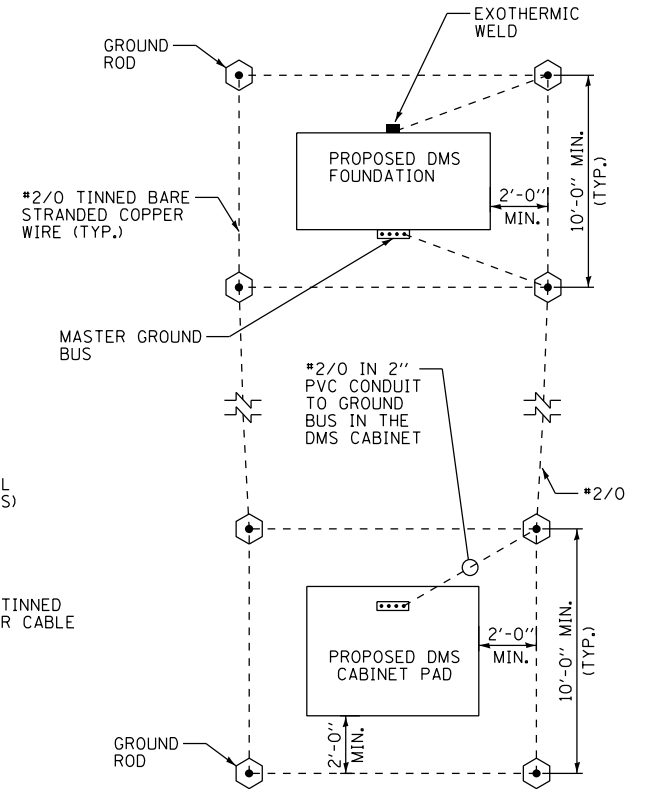 EXOTHERMIC
WELD
GROUND
ROD
PROPOSED DMS
FOUNDATION
2'-0"
MIN.
10'-0" MIN.
(TYP.)
#2/0 TINNED BARE
STRANDED COPPER
WIRE (TYP.)
MASTER GROUND
BUS
#2/0 IN 2"
PVC CONDUIT
TO GROUND
BUS IN THE
DMS CABINET
L
S)
#2/0
TINNED
R CABLE
2'-0"
MIN.
10'-0" MIN.
(TYP.)
PROPOSED DMS
CABINET PAD
2'-0"
MIN.
GROUND
ROD